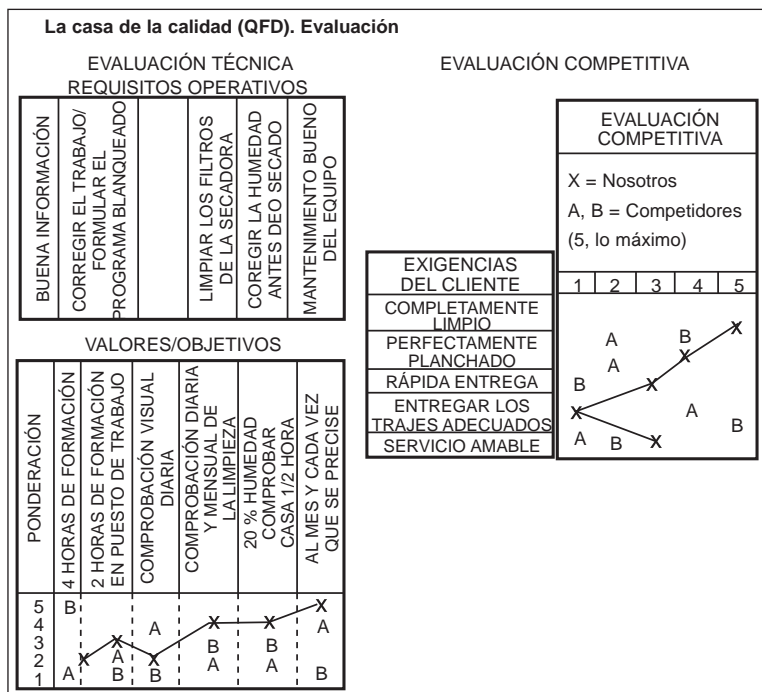 La casa de la calidad (QFD). Evaluación
EVALUACIÓN TÉCNICA
REQUISITOS OPERATIVOS
BUENA INFORMACIÓN
CORREGIR EL TRABAJO/
FORMULAR EL
PROGRAMA BLANQUEADO
LIMPIAR LOS FILTROS
DE LA SECADORA
COREGIR LA HUMEDAD
ANTES DEO SECADO
MANTENIMIENTO BUENO
DEL EQUIPO
VALORES/OBJETIVOS
PONDERACIÓN
4 HORAS DE FORMACIÓN
2 HORAS DE FORMACIÓN
EN PUESTO DE TRABAJO
COMPROBACIÓN VISUAL
DIARIA
COMPROBACIÓN DIARIA
Y MENSUAL DE
LA LIMPIEZA
20 % HUMEDAD
COMPROBAR
CASA 1/2 HORA
AL MES Y CADA VEZ
QUE SE PRECISE
5 B X
4 A X X A
3 X B B
2 X A X A A
1 A B B B
EVALUACIÓN COMPETITIVA
EVALUACIÓN
COMPETITIVA
X = Nosotros
A, B = Competidores
(5, lo máximo)
EXIGENCIAS
DEL CLIENTE
1 2 3 4 5
COMPLETAMENTE
LIMPIO
X
PERFECTAMENTE
PLANCHADO
A B
A X
RÁPIDA ENTREGA
B X
ENTREGAR LOS
TRAJES ADECUADOS
X A
B
SERVICIO AMABLE
A B X